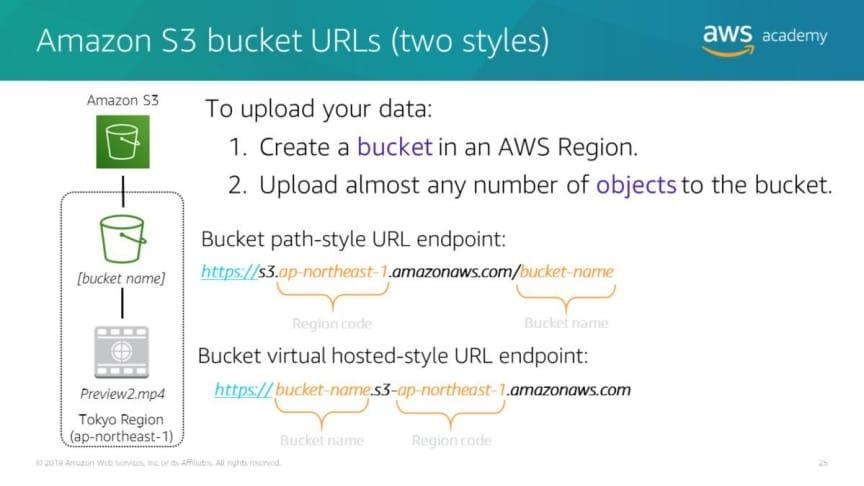 Amazon S3 bucket URLs (two styles)
aws academy
Amazon S3
To upload your data:
1. Create a bucket in an AWS Region.
2. Upload almost any number of objects to the bucket.
[bucket name]
Bucket path-style URL endpoint:
https://s3.ap-northeast-1.amazonaws.com/bucket-name
Region code
Bucket name
Preview2.mp4
Tokyo Region
(ap-northeast-1)
Bucket virtual hosted-style URL endpoint:
https:// bucket-name.s3-ap-northeast-1.amazonaws.com
Bucket name
Region code
© 2019 Amazon Web Services, Inc. or its Affiliates. All rights reserved.
25